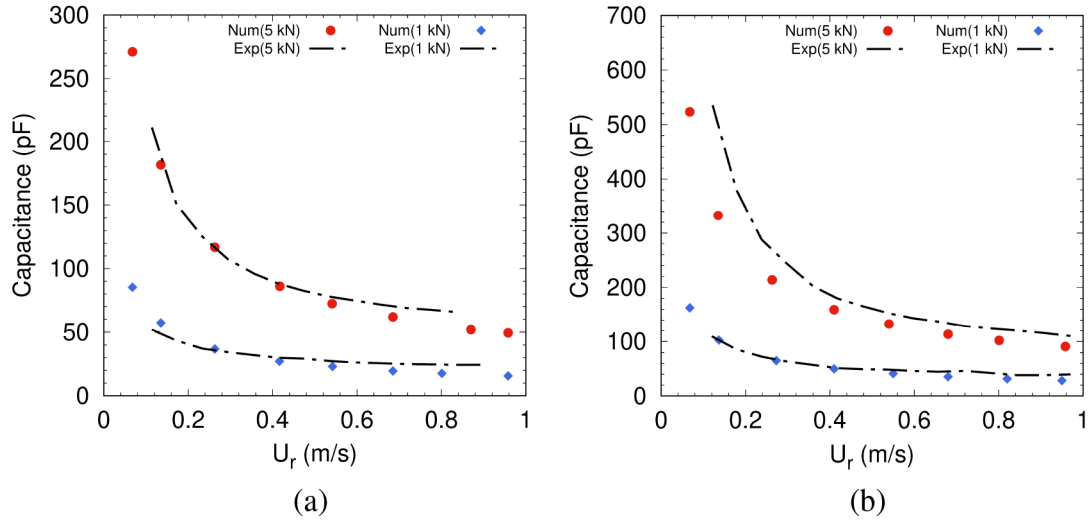 Num(5 kN) Num(1 kN)
Exp(5 kN) Exp(1 kN)
300
250
200
150
100
50
0
Capacitance (pF)
0 0.2 0.4 0.6 0.8 1
U_r (m/s)
(a)
Num(5 kN) Num(1 kN)
Exp(5 kN) Exp(1 kN)
700
600
500
400
300
200
100
0
Capacitance (pF)
0 0.2 0.4 0.6 0.8 1
U_r (m/s)
(b)